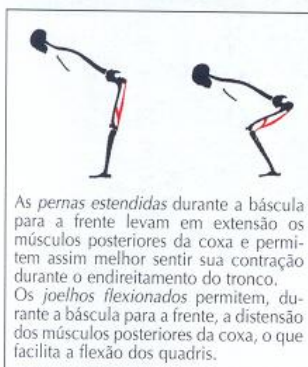 As pernas estendidas durante a báscula
para a frente levam em extensão os
músculos posteriores da coxa e permi-
tem assim melhor sentir sua contração
durante o endireitamento do tronco.
Os joelhos flexionados permitem, du-
rante a báscula para a frente, a distensão
dos músculos posteriores da coxa, o que
facilita a flexão dos quadris.